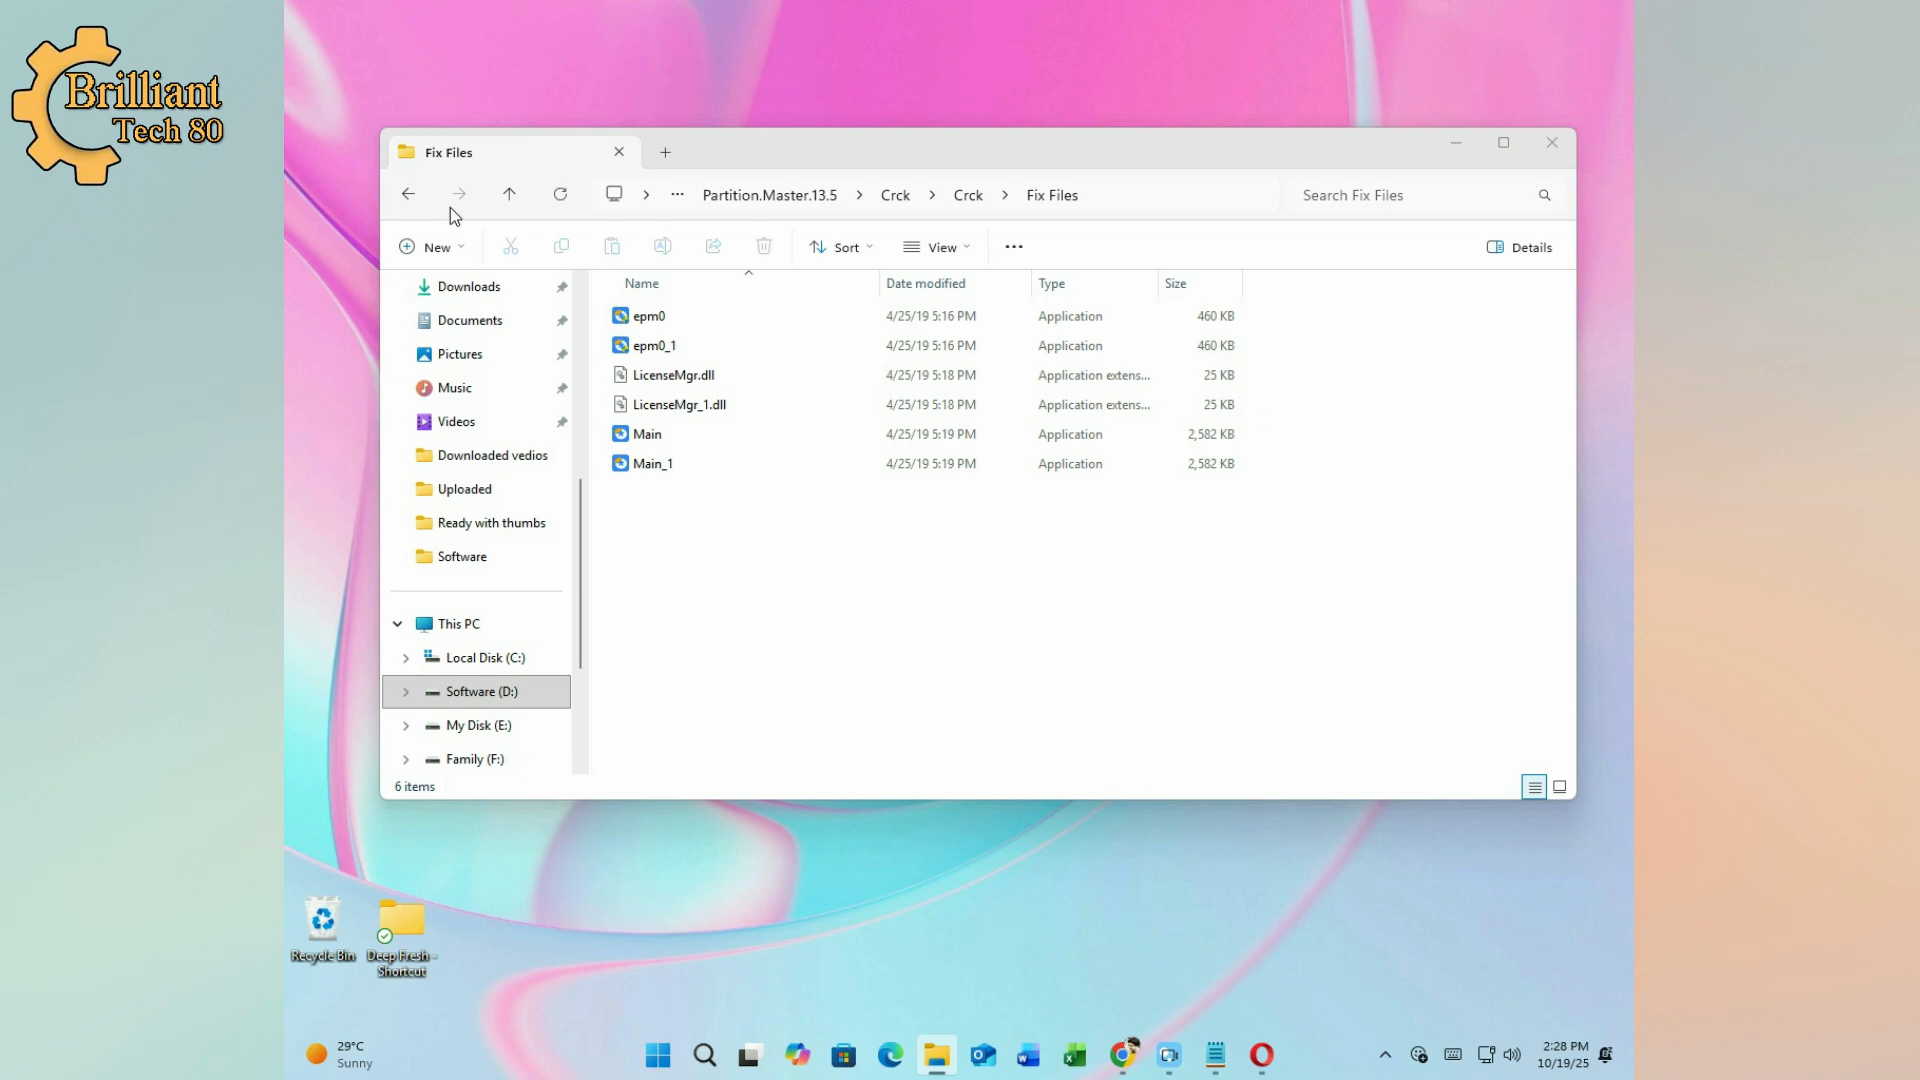 Brilliant
Tech 80
Fix Files
Partition.Master.13.5 > Crck > Crck > Fix Files
Search Fix Files
New
Sort
View
Details
Downloads
Documents
Pictures
Music
Videos
Downloaded vedios
Uploaded
Ready with thumbs
Software
This PC
Local Disk (C:)
Software (D:)
My Disk (E:)
Family (F:)
Name Date modified Type Size
epm0 4/25/19 5:16 PM Application 460 KB
epm0_1 4/25/19 5:16 PM Application 460 KB
LicenseMgr.dll 4/25/19 5:18 PM Application extens... 25 KB
LicenseMgr_1.dll 4/25/19 5:18 PM Application extens... 25 KB
Main 4/25/19 5:19 PM Application 2,582 KB
Main_1 4/25/19 5:19 PM Application 2,582 KB
6 items
Recycle Bin
Deep Fresh -
Shortcut
29°C
Sunny
2:28 PM
10/19/25